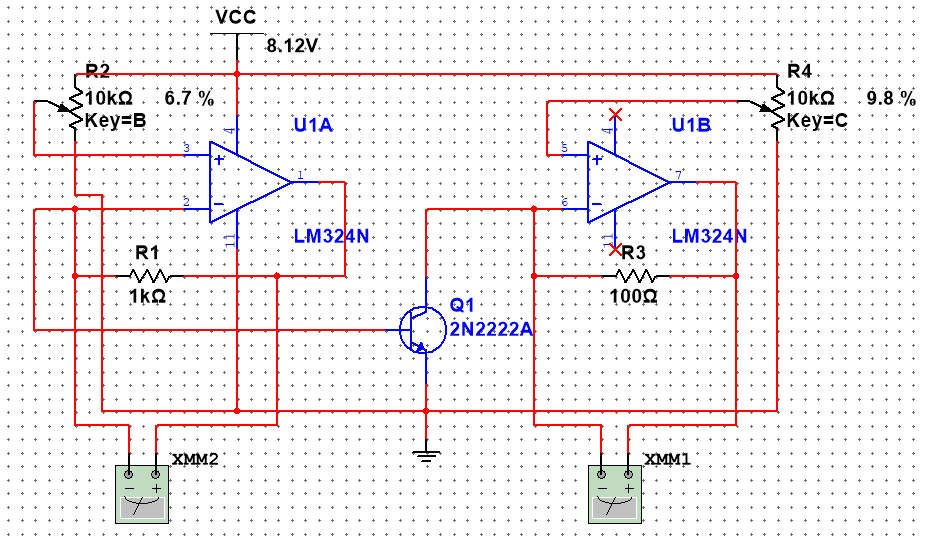 VCC
8.12V
R2
10kΩ 6.7 %
Key=B
R4
10kΩ 9.8 %
Key=C
U1A
U1B
4
4
3
2
1
5
6
7
+
−
+
−
11
11
LM324N
LM324N
R1
1kΩ
R3
100Ω
Q1
2N2222A
XMM2
XMM1
− +
− +